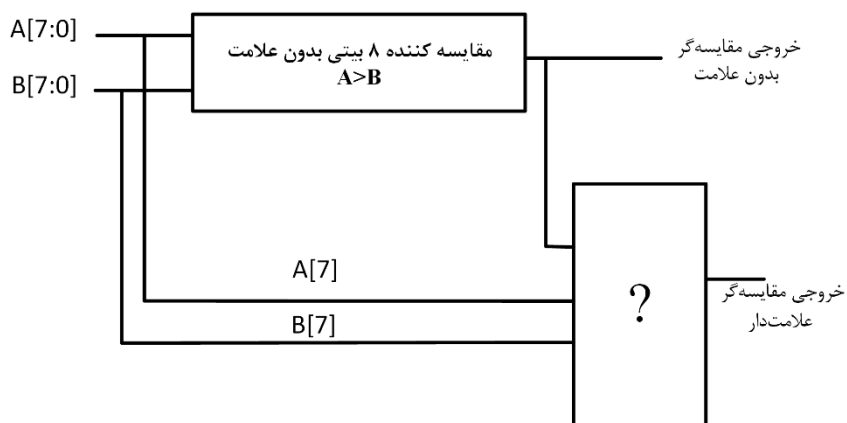 A[7:0]
مقایسه کننده ۸ بیتی بدون علامت
A>B
خروجی مقایسه‌گر
بدون علامت
B[7:0]
A[7]
B[7]
?
خروجی مقایسه‌گر
علامت‌دار